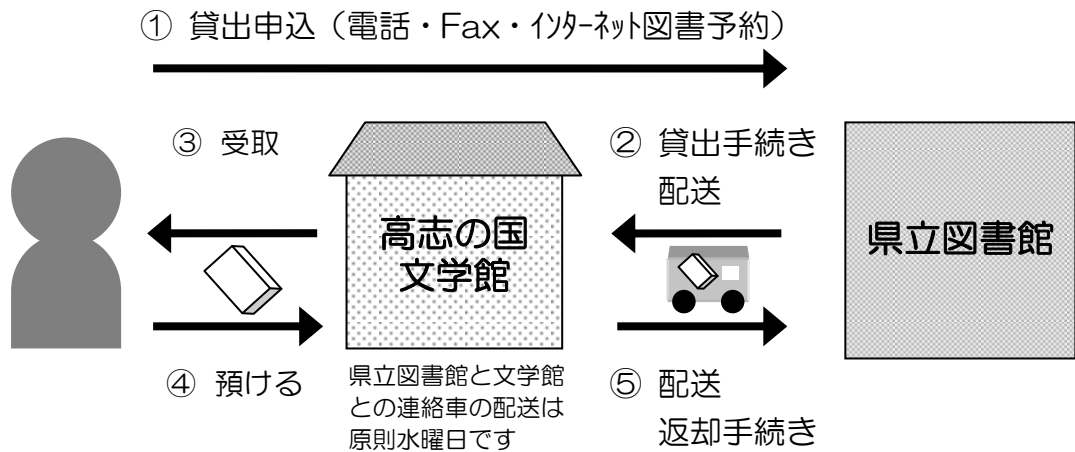 ① 貸出申込（電話・Fax・ｲﾝﾀｰﾈｯﾄ図書予約）
③ 受取
② 貸出手続き
配送
高志の国
文学館
県立図書館
④ 預ける
県立図書館と文学館
との連絡車の配送は
原則水曜日です
⑤ 配送
返却手続き